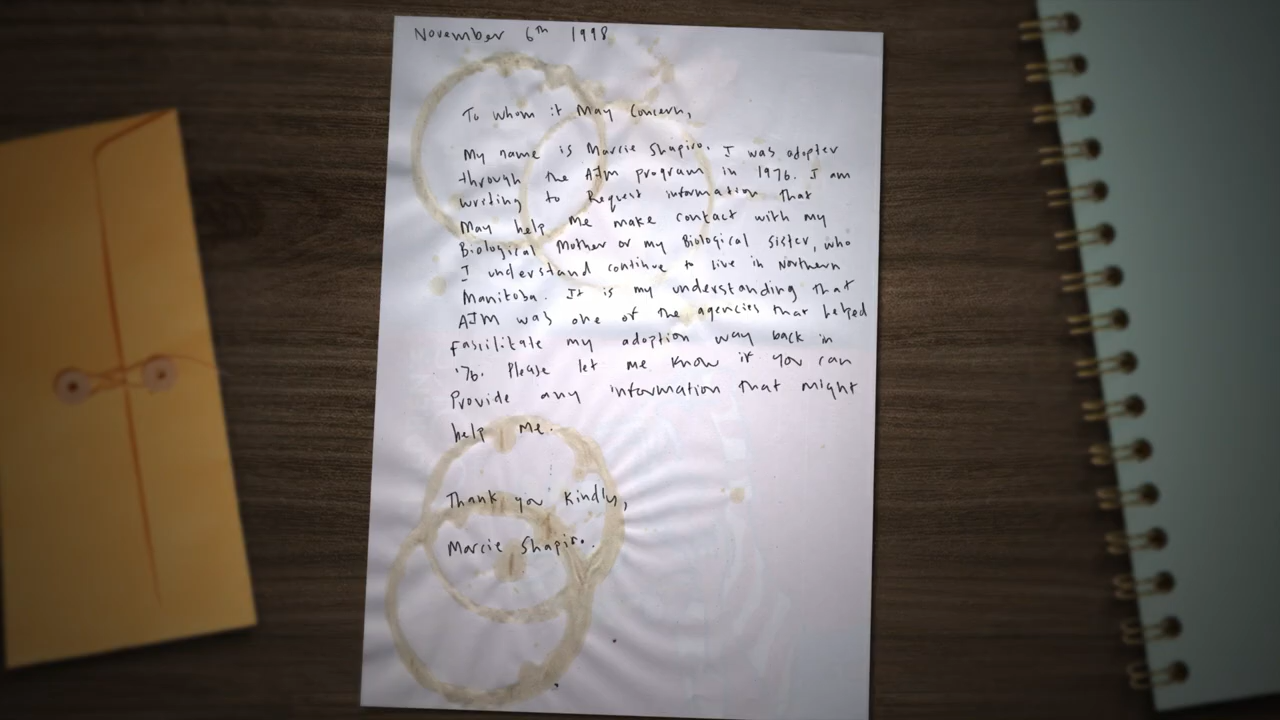 November 6th 1998
To whom it May Concern,
My name is Marcie Shapiro. I was adopter
through the AIM program in 1976. I am
writing to Request information That
May help Me make contact with my
Biological Mother or my Biological sister, who
I understand continue to live in Northern
Manitoba. It is my understanding that
AIM was one of the agencies that helped
Fassilitate my adoption way back in
'76. Please let me know if you can
Provide any information that might
help Me.
Thank you Kindly,
Marcie Shapiro.